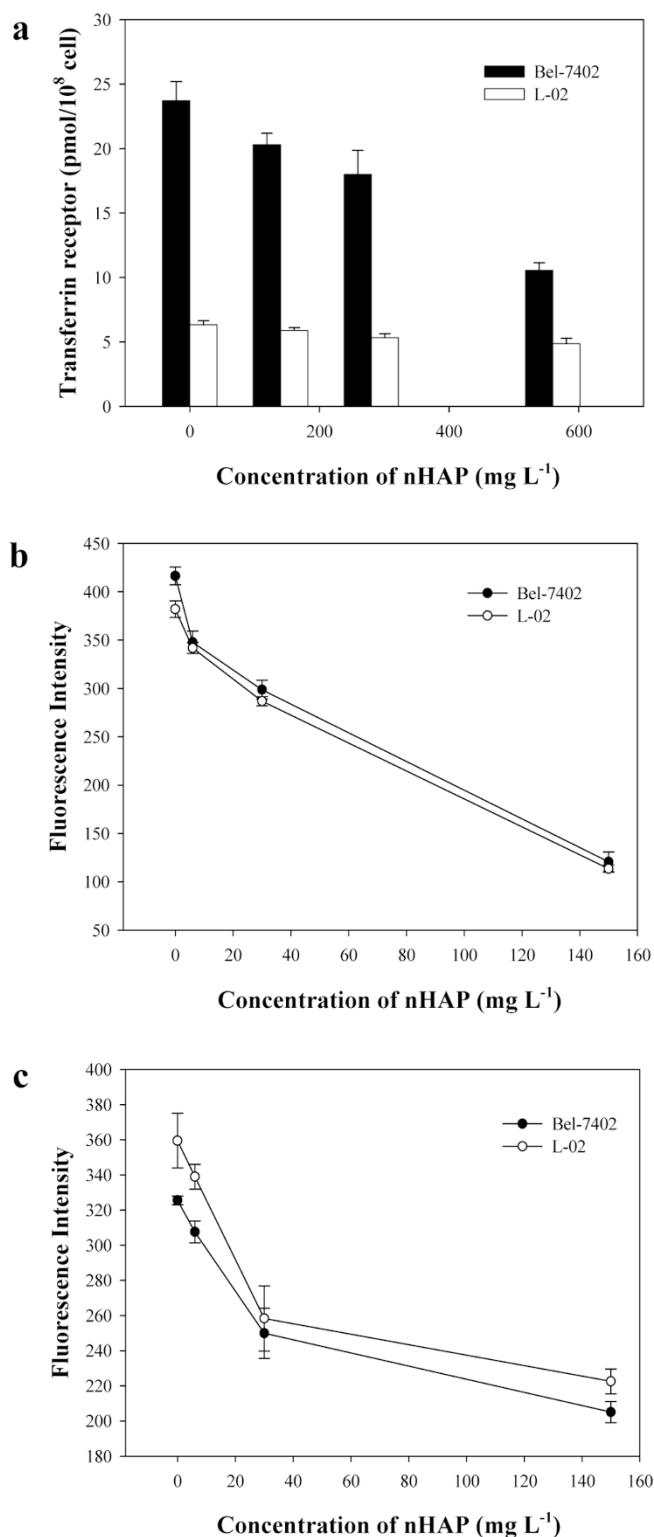 a
Transferrin receptor (pmol/10⁸ cell)
30
25
20
15
10
5
0
Bel-7402
L-02
0 200 400 600
Concentration of nHAP (mg L⁻¹)
b
Fluorescence Intensity
450
400
350
300
250
200
150
100
50
Bel-7402
L-02
0 20 40 60 80 100 120 140 160
Concentration of nHAP (mg L⁻¹)
c
Fluorescence Intensity
400
380
360
340
320
300
280
260
240
220
200
180
Bel-7402
L-02
0 20 40 60 80 100 120 140 160
Concentration of nHAP (mg L⁻¹)